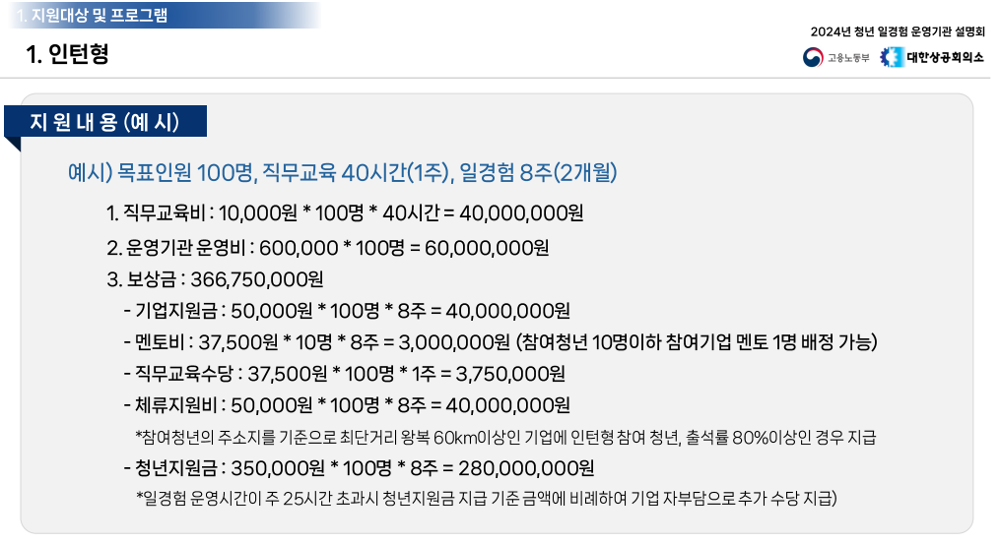 1. 지원대상 및 프로그램
1. 인턴형
2024년 청년 일경험 운영기관 설명회
고용노동부 대한상공회의소
지 원 내 용 (예 시)
예시) 목표인원 100명, 직무교육 40시간(1주), 일경험 8주(2개월)
1. 직무교육비 : 10,000원 * 100명 * 40시간 = 40,000,000원
2. 운영기관 운영비 : 600,000 * 100명 = 60,000,000원
3. 보상금 : 366,750,000원
- 기업지원금 : 50,000원 * 100명 * 8주 = 40,000,000원
- 멘토비 : 37,500원 * 10명 * 8주 = 3,000,000원 (참여청년 10명이하 참여기업 멘토 1명 배정 가능)
- 직무교육수당 : 37,500원 * 100명 * 1주 = 3,750,000원
- 체류지원비 : 50,000원 * 100명 * 8주 = 40,000,000원
*참여청년의 주소지를 기준으로 최단거리 왕복 60km이상인 기업에 인턴형 참여 청년, 출석률 80%이상인 경우 지급
- 청년지원금 : 350,000원 * 100명 * 8주 = 280,000,000원
*일경험 운영시간이 주 25시간 초과시 청년지원금 지급 기준 금액에 비례하여 기업 자부담으로 추가 수당 지급)